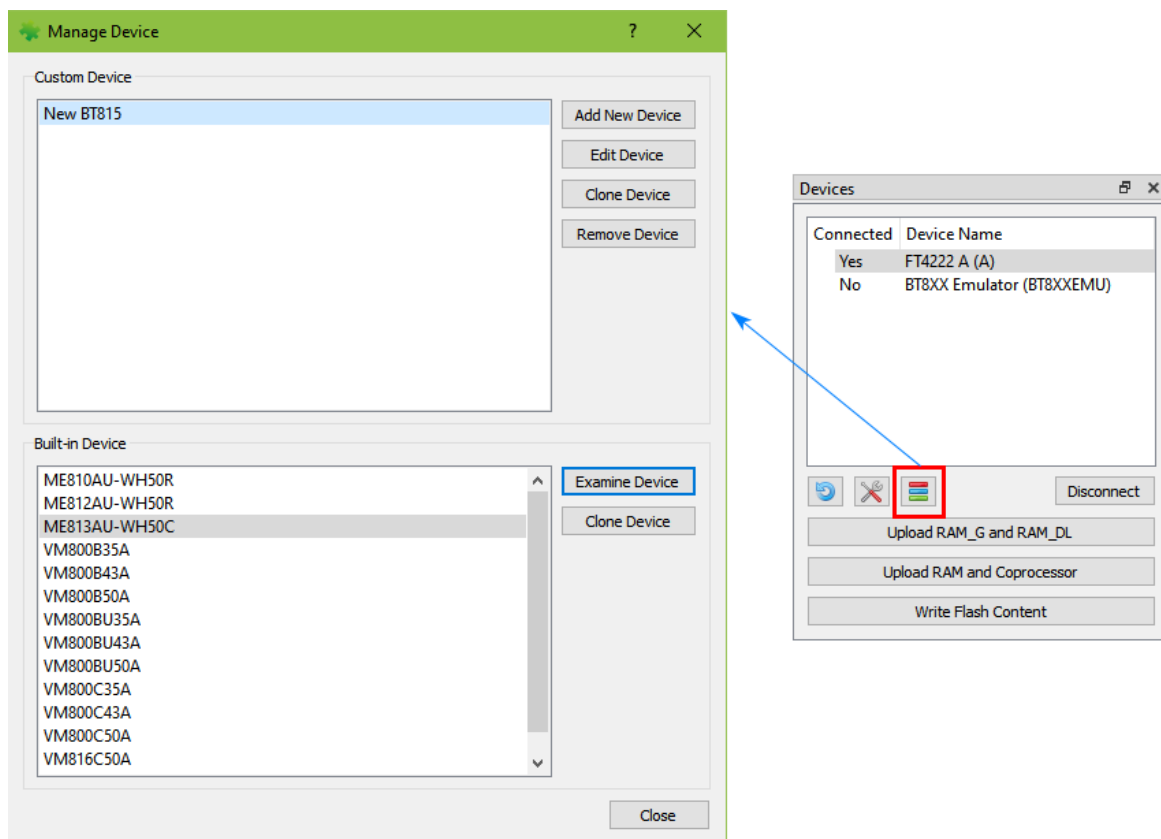 Manage Device
?
Custom Device
New BT815
Add New Device
Edit Device
Clone Device
Remove Device
Built-in Device
ME810AU-WH50R
ME812AU-WH50R
ME813AU-WH50C
VM800B35A
VM800B43A
VM800B50A
VM800BU35A
VM800BU43A
VM800BU50A
VM800C35A
VM800C43A
VM800C50A
VM816C50A
Examine Device
Clone Device
Close
Devices
Connected Device Name
Yes FT4222 A (A)
No BT8XX Emulator (BT8XXEMU)
Disconnect
Upload RAM_G and RAM_DL
Upload RAM and Coprocessor
Write Flash Content